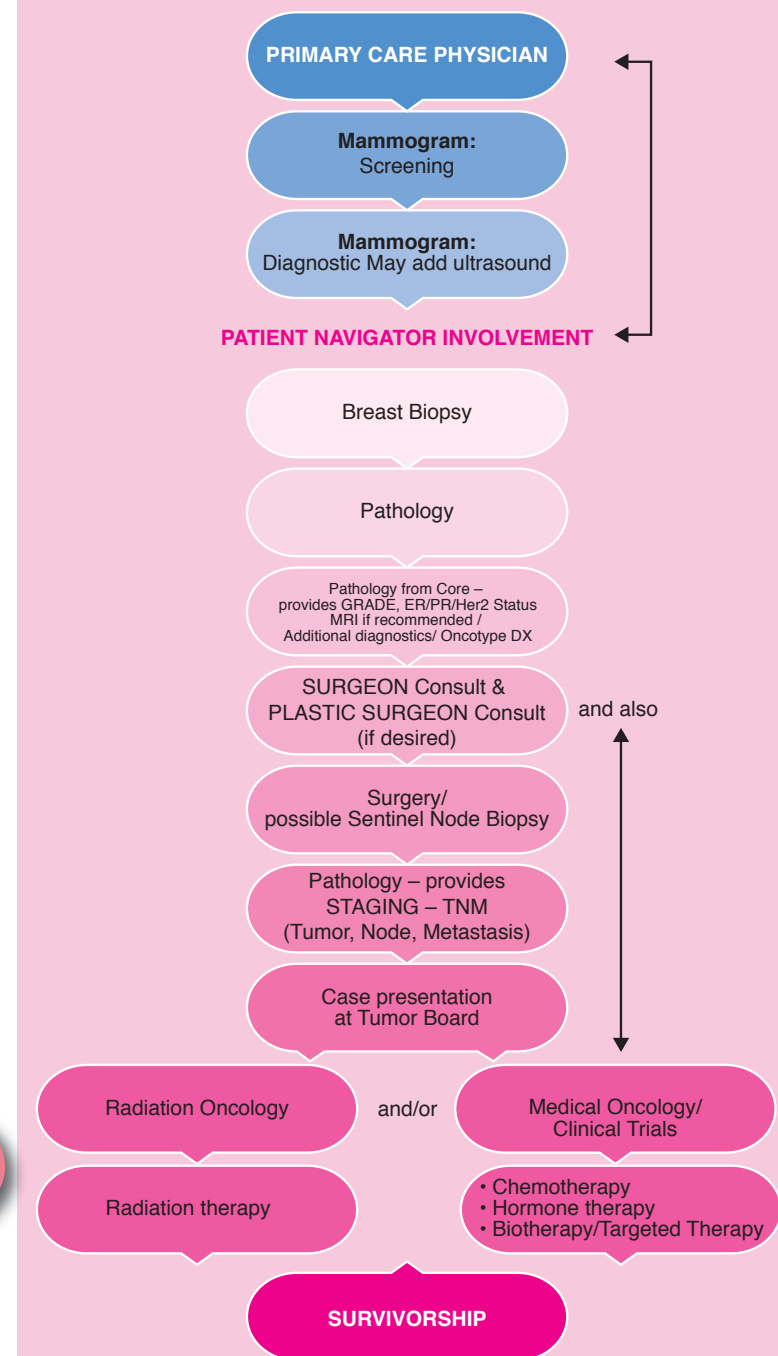 PRIMARY CARE PHYSICIAN
Mammogram:
Screening
Mammogram:
Diagnostic May add ultrasound
PATIENT NAVIGATOR INVOLVEMENT
Breast Biopsy
Pathology
Pathology from Core –
provides GRADE, ER/PR/Her2 Status
MRI if recommended /
Additional diagnostics/ Oncotype DX
SURGEON Consult &
PLASTIC SURGEON Consult
(if desired)
and also
Surgery/
possible Sentinel Node Biopsy
Pathology – provides
STAGING – TNM
(Tumor, Node, Metastasis)
Case presentation
at Tumor Board
Radiation Oncology
and/or
Medical Oncology/
Clinical Trials
Radiation therapy
• Chemotherapy
• Hormone therapy
• Biotherapy/Targeted Therapy
SURVIVORSHIP